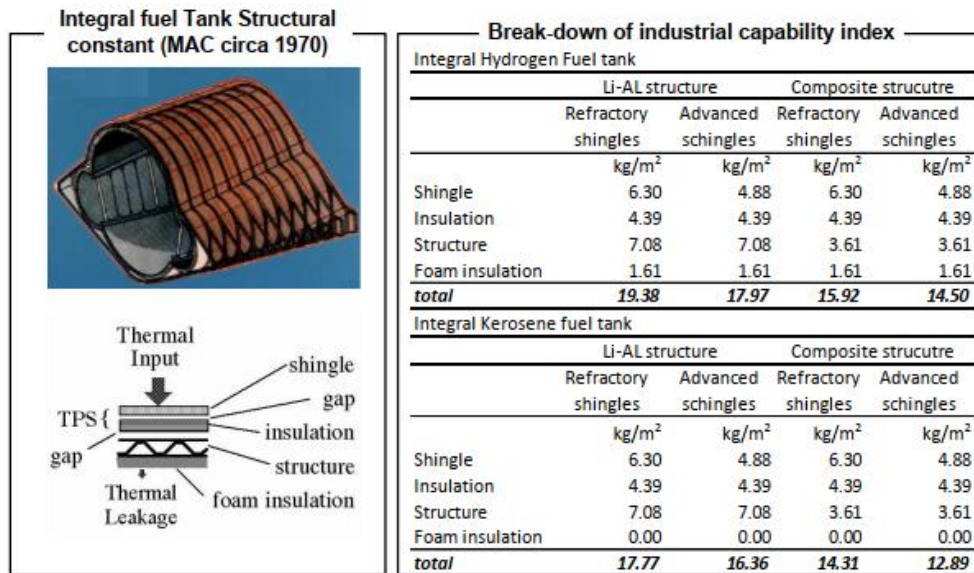 Integral fuel Tank Structural
constant (MAC circa 1970)
Thermal
Input
shingle
gap
TPS {
insulation
gap
structure
Thermal
Leakage
foam insulation
Break-down of industrial capability index
Integral Hydrogen Fuel tank
Li-AL structure Composite strucutre
Refractory Advanced Refractory Advanced
shingles schingles shingles schingles
kg/m² kg/m² kg/m² kg/m²
Shingle 6.30 4.88 6.30 4.88
Insulation 4.39 4.39 4.39 4.39
Structure 7.08 7.08 3.61 3.61
Foam insulation 1.61 1.61 1.61 1.61
total 19.38 17.97 15.92 14.50
Integral Kerosene fuel tank
Li-AL structure Composite strucutre
Refractory Advanced Refractory Advanced
shingles schingles shingles schingles
kg/m² kg/m² kg/m² kg/m²
Shingle 6.30 4.88 6.30 4.88
Insulation 4.39 4.39 4.39 4.39
Structure 7.08 7.08 3.61 3.61
Foam insulation 0.00 0.00 0.00 0.00
total 17.77 16.36 14.31 12.89